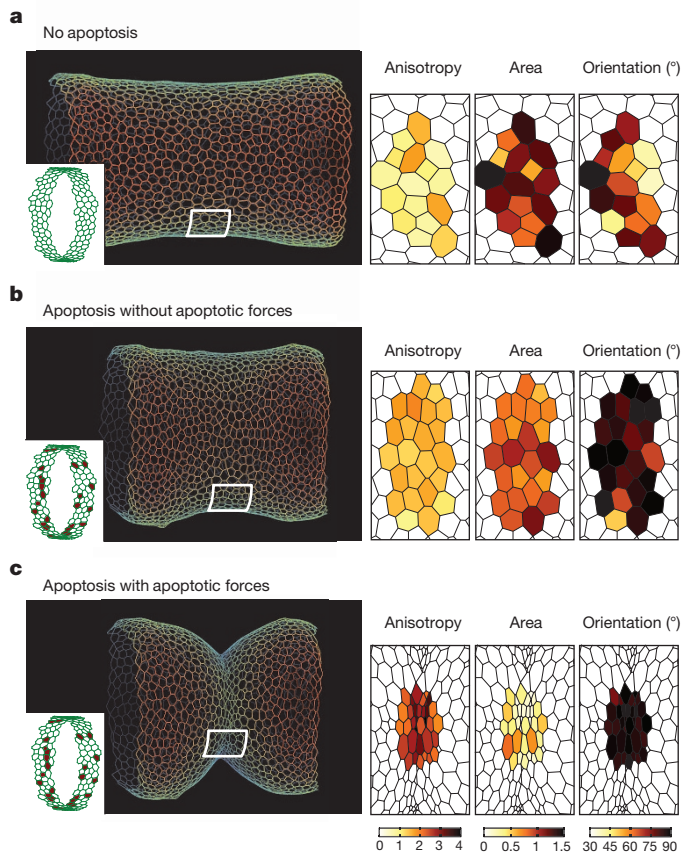 a
No apoptosis
Anisotropy Area Orientation (°)
b
Apoptosis without apoptotic forces
Anisotropy Area Orientation (°)
c
Apoptosis with apoptotic forces
Anisotropy Area Orientation (°)
0 1 2 3 4 0 0.5 1 1.5 30 45 60 75 90